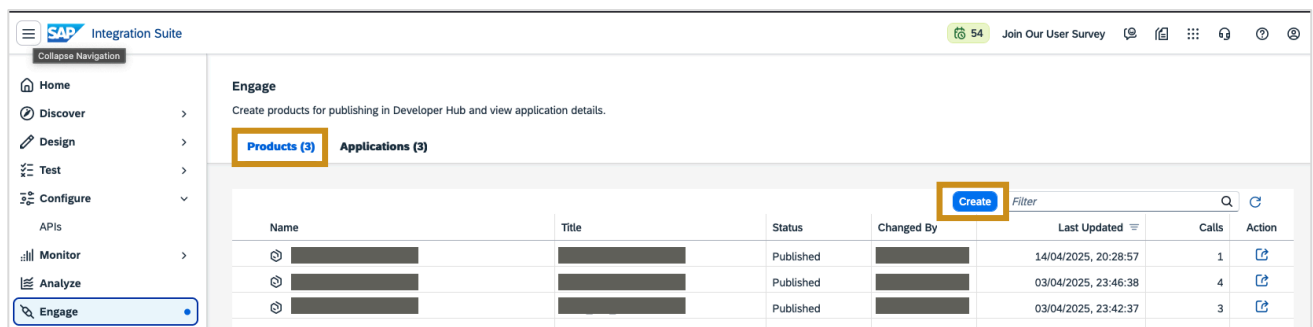 SAP Integration Suite
54 Join Our User Survey
Collapse Navigation
Home
Discover
Design
Test
Configure
APIs
Monitor
Analyze
Engage
Engage
Create products for publishing in Developer Hub and view application details.
Products (3) Applications (3)
Create Filter
Name Title Status Changed By Last Updated Calls Action
Published 14/04/2025, 20:28:57 1
Published 03/04/2025, 23:46:38 4
Published 03/04/2025, 23:42:37 3